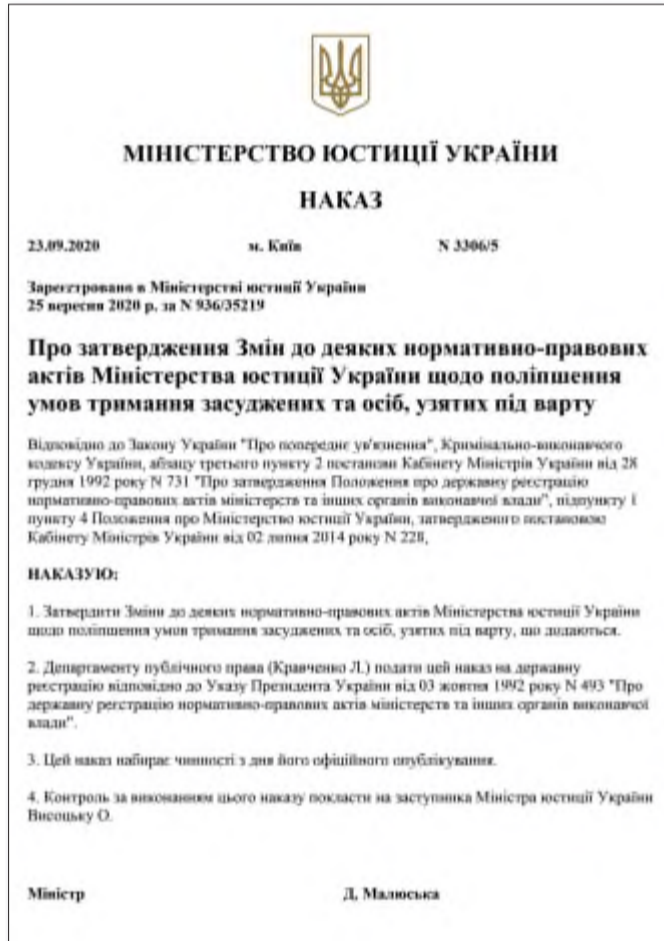 МІНІСТЕРСТВО ЮСТИЦІЇ УКРАЇНИ
НАКАЗ
23.09.2020 м. Київ N 3306/5
Зареєстровано в Міністерстві юстиції України
25 вересня 2020 р. за N 936/35219
Про затвердження Змін до деяких нормативно-правових
актів Міністерства юстиції України щодо поліпшення
умов тримання засуджених та осіб, узятих під варту
Відповідно до Закону України "Про попереднє ув'язнення", Кримінально-виконавчого
кодексу України, абзацу третього пункту 2 постанови Кабінету Міністрів України від 28
грудня 1992 року N 731 "Про затвердження Положення про державну реєстрацію
нормативно-правових актів міністерств та інших органів виконавчої влади", підпункту 1
пункту 4 Положення про Міністерство юстиції України, затвердженого постановою
Кабінету Міністрів України від 02 липня 2014 року N 228,
НАКАЗУЮ:
1. Затвердити Зміни до деяких нормативно-правових актів Міністерства юстиції України
щодо поліпшення умов тримання засуджених та осіб, узятих під варту, що додаються.
2. Департаменту публічного права (Кравченко Л.) подати цей наказ на державну
реєстрацію відповідно до Указу Президента України від 03 жовтня 1992 року N 493 "Про
державну реєстрацію нормативно-правових актів міністерств та інших органів виконавчої
влади".
3. Цей наказ набирає чинності з дня його офіційного опублікування.
4. Контроль за виконанням цього наказу покласти на заступника Міністра юстиції України
Висоцьку О.
Міністр Д. Малюська